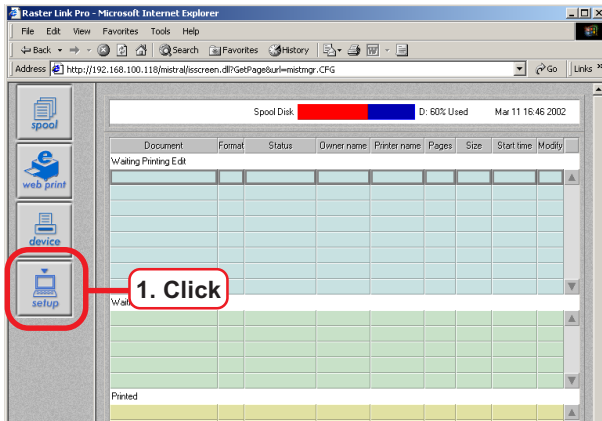 Raster Link Pro - Microsoft Internet Explorer
File Edit View Favorites Tools Help
Back Search Favorites History
Address http://192.168.100.118/mistral/isscreen.dll?GetPage&url=mistmgr.CFG Go Links »
spool
web print
device
setup
Spool Disk D: 60% Used Mar 11 16:46 2002
Document Format Status Owner name Printer name Pages Size Start time Modify
Waiting Printing Edit
1. Click
Printed